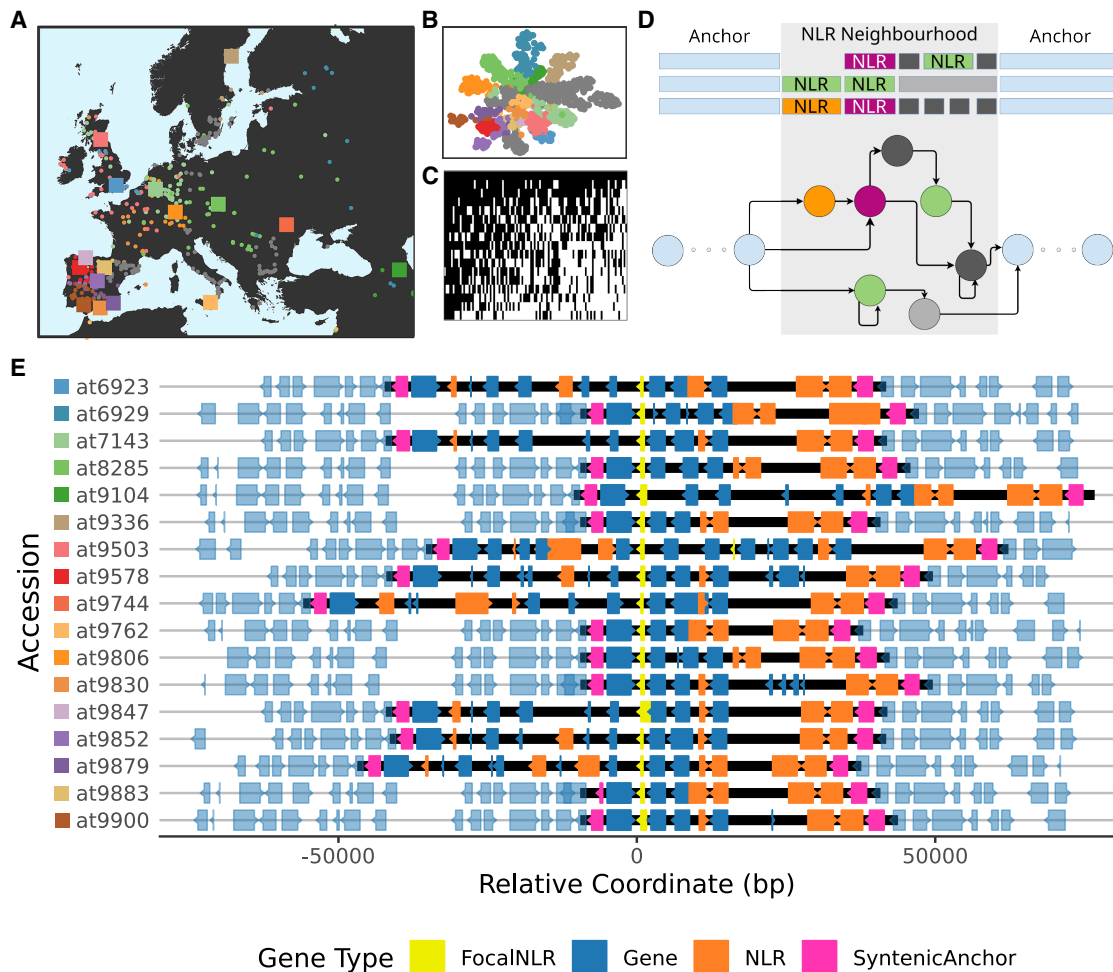 A
B
C
D
Anchor NLR Neighbourhood Anchor
NLR NLR
NLR NLR
NLR NLR
E
Accession
at6923
at6929
at7143
at8285
at9104
at9336
at9503
at9578
at9744
at9762
at9806
at9830
at9847
at9852
at9879
at9883
at9900
-50000 0 50000
Relative Coordinate (bp)
Gene Type FocalNLR Gene NLR SyntenicAnchor